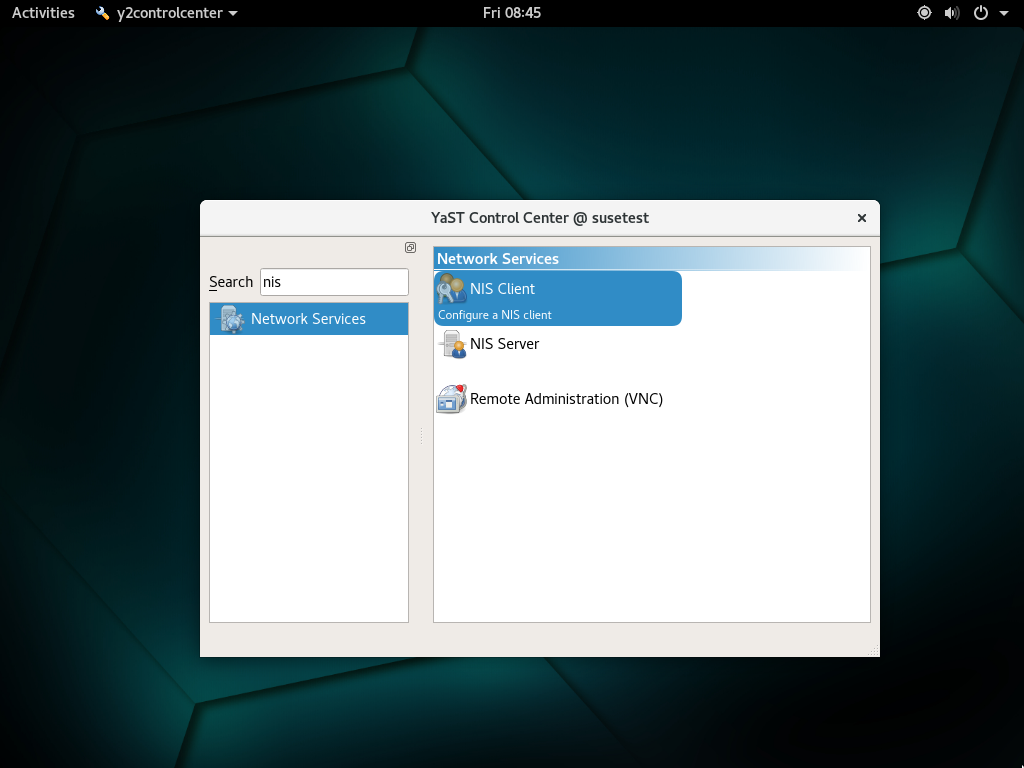 Activities y2controlcenter Fri 08:45
YaST Control Center @ susetest
Search nis
Network Services
Network Services
NIS Client
Configure a NIS client
NIS Server
Remote Administration (VNC)